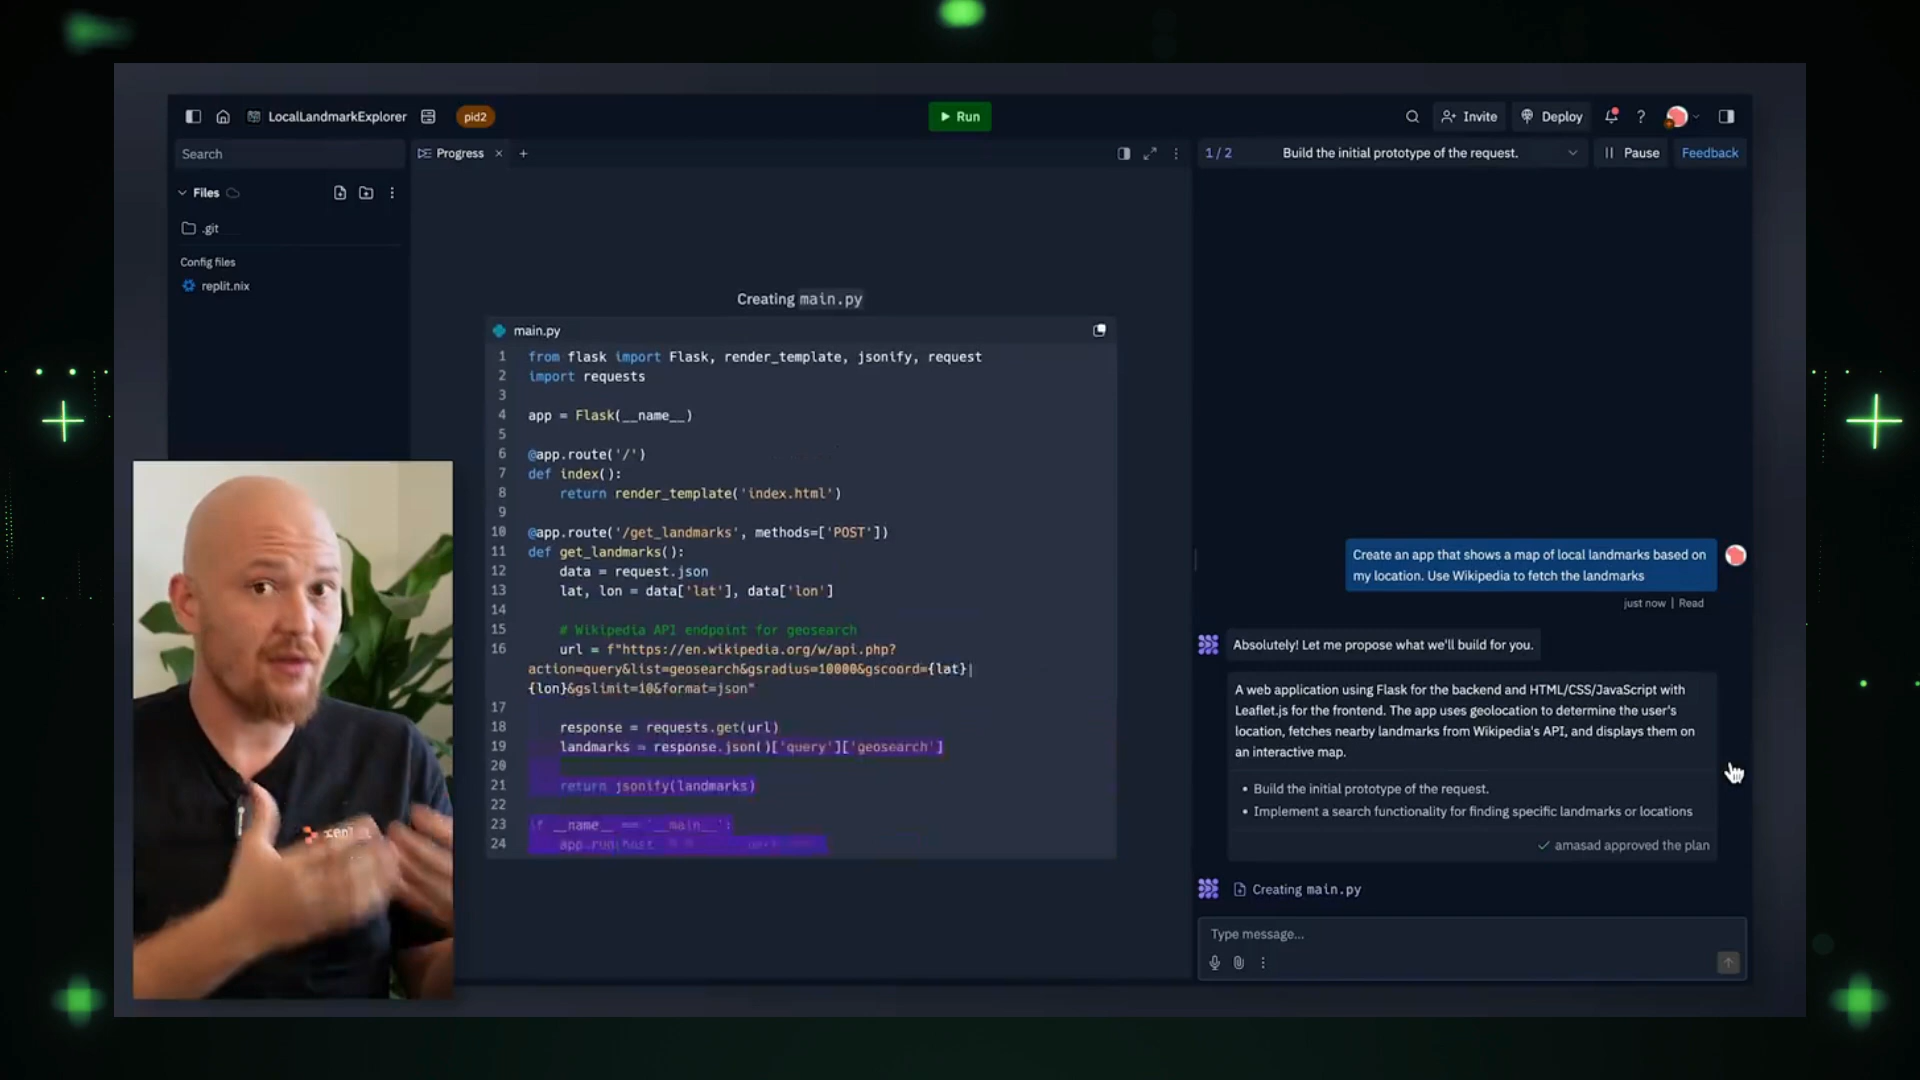 LocalLandmarkExplorer
pid2
Run
Invite
Deploy
?
Search
Progress
1 / 2
Build the initial prototype of the request.
Pause
Feedback
Files
.git
Config files
replit.nix
Creating main.py
main.py
1 from flask import Flask, render_template, jsonify, request
2 import requests
3
4 app = Flask(__name__)
5
6 @app.route('/')
7 def index():
8 return render_template('index.html')
9
10 @app.route('/get_landmarks', methods=['POST'])
11 def get_landmarks():
12 data = request.json
13 lat, lon = data['lat'], data['lon']
14
15 # Wikipedia API endpoint for geosearch
16 url = f"https://en.wikipedia.org/w/api.php?
action=query&list=geosearch&gsradius=10000&gscoord={lat}|
{lon}&gslimit=10&format=json"
17
18 response = requests.get(url)
19 landmarks = response.json()['query']['geosearch']
20
21 return jsonify(landmarks)
22
23 if __name__ == '__main__':
24 app.run(host
Create an app that shows a map of local landmarks based on
my location. Use Wikipedia to fetch the landmarks
just now | Read
Absolutely! Let me propose what we'll build for you.
A web application using Flask for the backend and HTML/CSS/JavaScript with
Leaflet.js for the frontend. The app uses geolocation to determine the user's
location, fetches nearby landmarks from Wikipedia's API, and displays them on
an interactive map.
• Build the initial prototype of the request.
• Implement a search functionality for finding specific landmarks or locations
amasad approved the plan
Creating main.py
Type message...